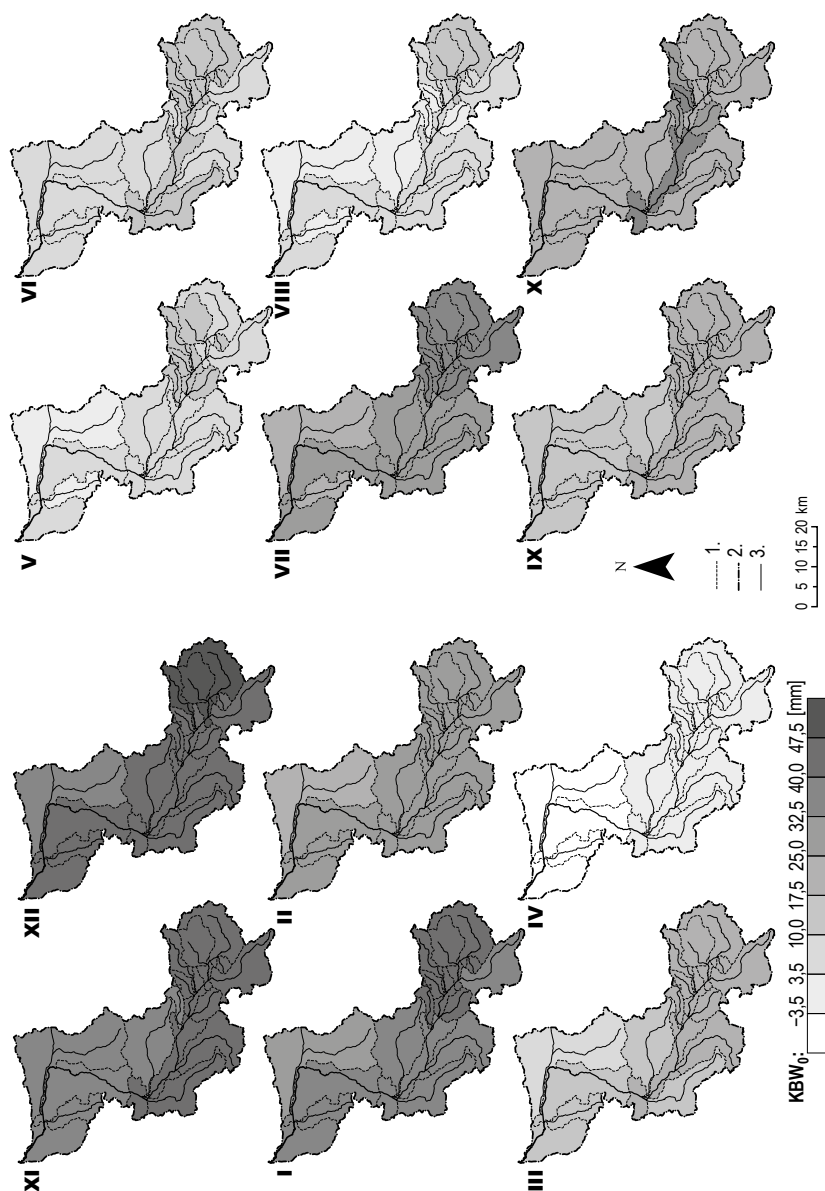 XI
XII
V
VI
I
II
VII
VIII
III
IV
IX
X
N
1.
2.
3.
0 5 10 15 20 km
KBW₀:
−3,5 3,5 10,0 17,5 25,0 32,5 40,0 47,5 [mm]